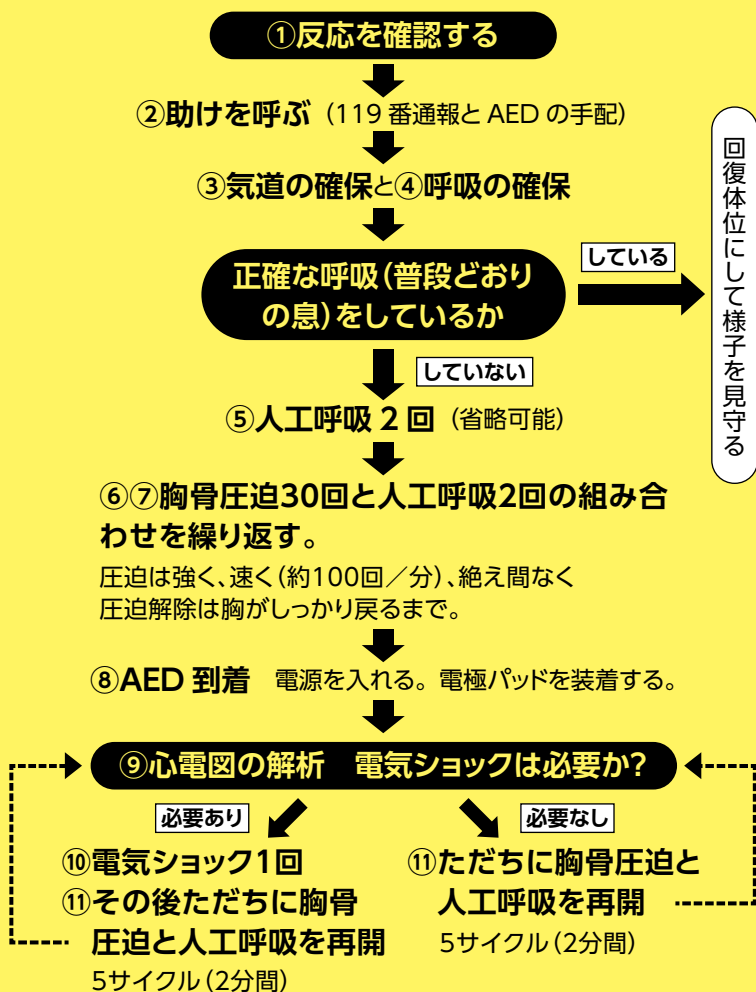 ①反応を確認する
②助けを呼ぶ（119番通報とAEDの手配）
③気道の確保と④呼吸の確保
正確な呼吸（普段どおり
の息）をしているか
している
回復体位にして様子を見守る
していない
⑤人工呼吸２回（省略可能）
⑥⑦胸骨圧迫30回と人工呼吸2回の組み合
わせを繰り返す。
圧迫は強く、速く（約100回／分）、絶え間なく
圧迫解除は胸がしっかり戻るまで。
⑧AED 到着　電源を入れる。電極パッドを装着する。
⑨心電図の解析　電気ショックは必要か?
必要あり
⑩電気ショック1回
⑪その後ただちに胸骨
圧迫と人工呼吸を再開
5サイクル（2分間）
必要なし
⑪ただちに胸骨圧迫と
人工呼吸を再開
5サイクル（2分間）